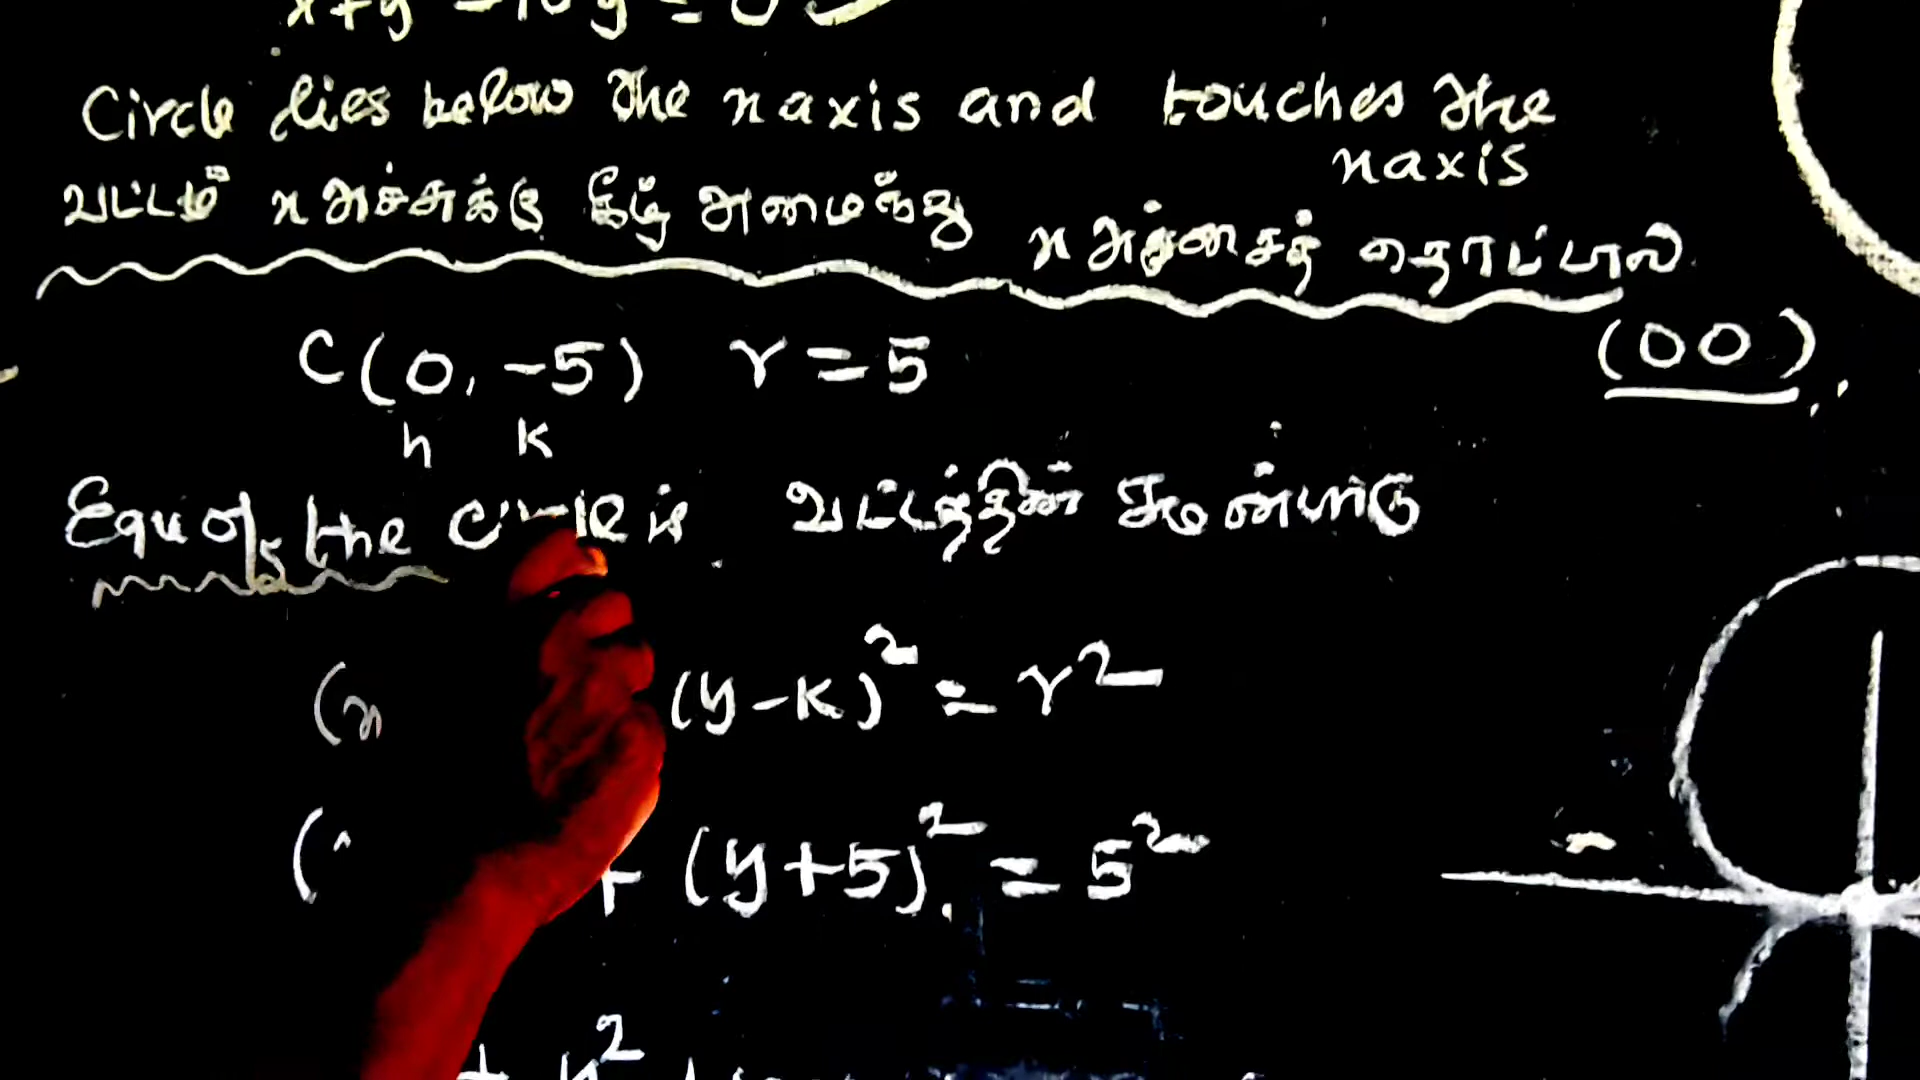 Circle lies below the x axis and touches the
x axis
வட்டம் x அச்சுக்கு கீழ் அமைந்து
x அச்சைத் தொட்டால்
C(0, -5) r = 5
(00)
h k
Equ of the circle is வட்டத்தின் சமன்பாடு
(x (y-k)² = r²
( + (y+5)² = 5²